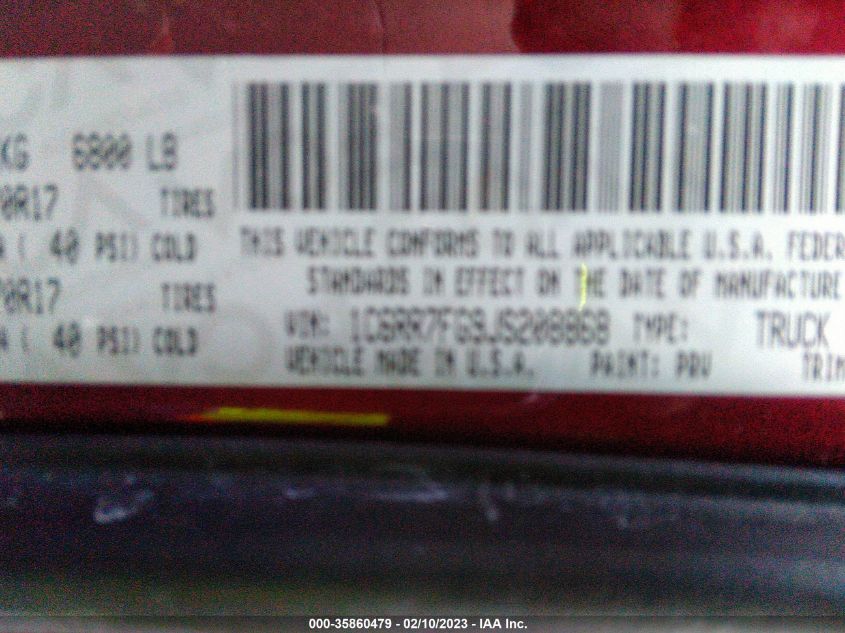 KG 6800 LB
70R17 TIRES
A ( 40 PSI) COLD
70R17 TIRES
A ( 40 PSI) COLD
THIS VEHICLE CONFORMS TO ALL APPLICABLE U.S.A. FEDER
STANDARDS IN EFFECT ON THE DATE OF MANUFACTURE
VIN: 1C6RR7FG9JS208868 TYPE: TRUCK
VEHICLE MADE IN U.S.A. PAINT: PRV TRIM
000-35860479 - 02/10/2023 - IAA Inc.